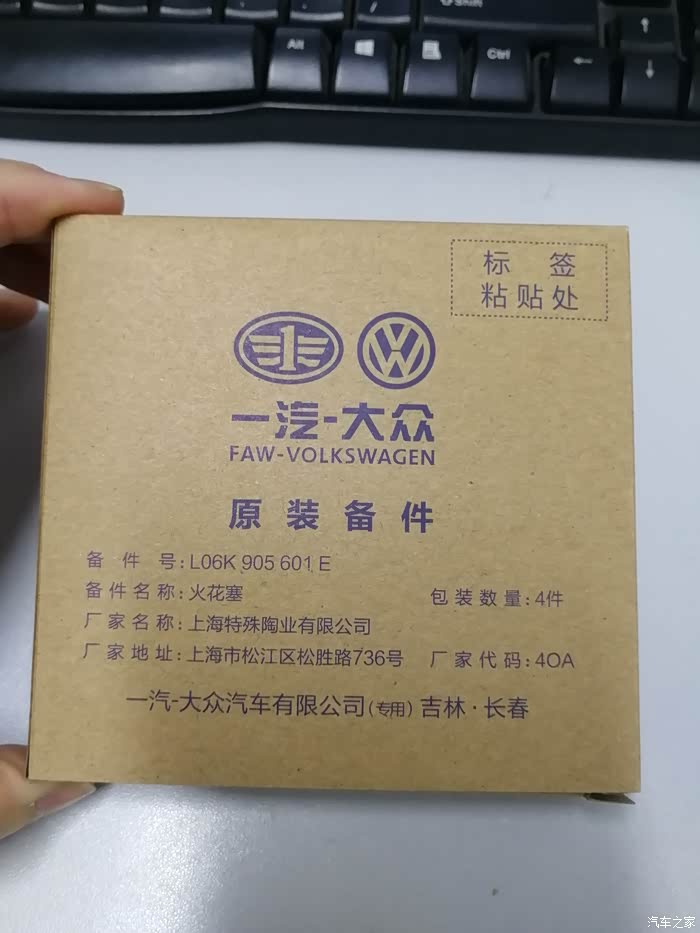 Alt
Ctrl
标 签
粘贴处
1
一汽-大众
FAW-VOLKSWAGEN
原装备件
备件号:L06K 905 601 E
备件名称:火花塞 包装数量:4件
厂家名称:上海特殊陶业有限公司
厂家地址:上海市松江区松胜路736号 厂家代码:4OA
一汽-大众汽车有限公司(专用) 吉林·长春
汽车之家